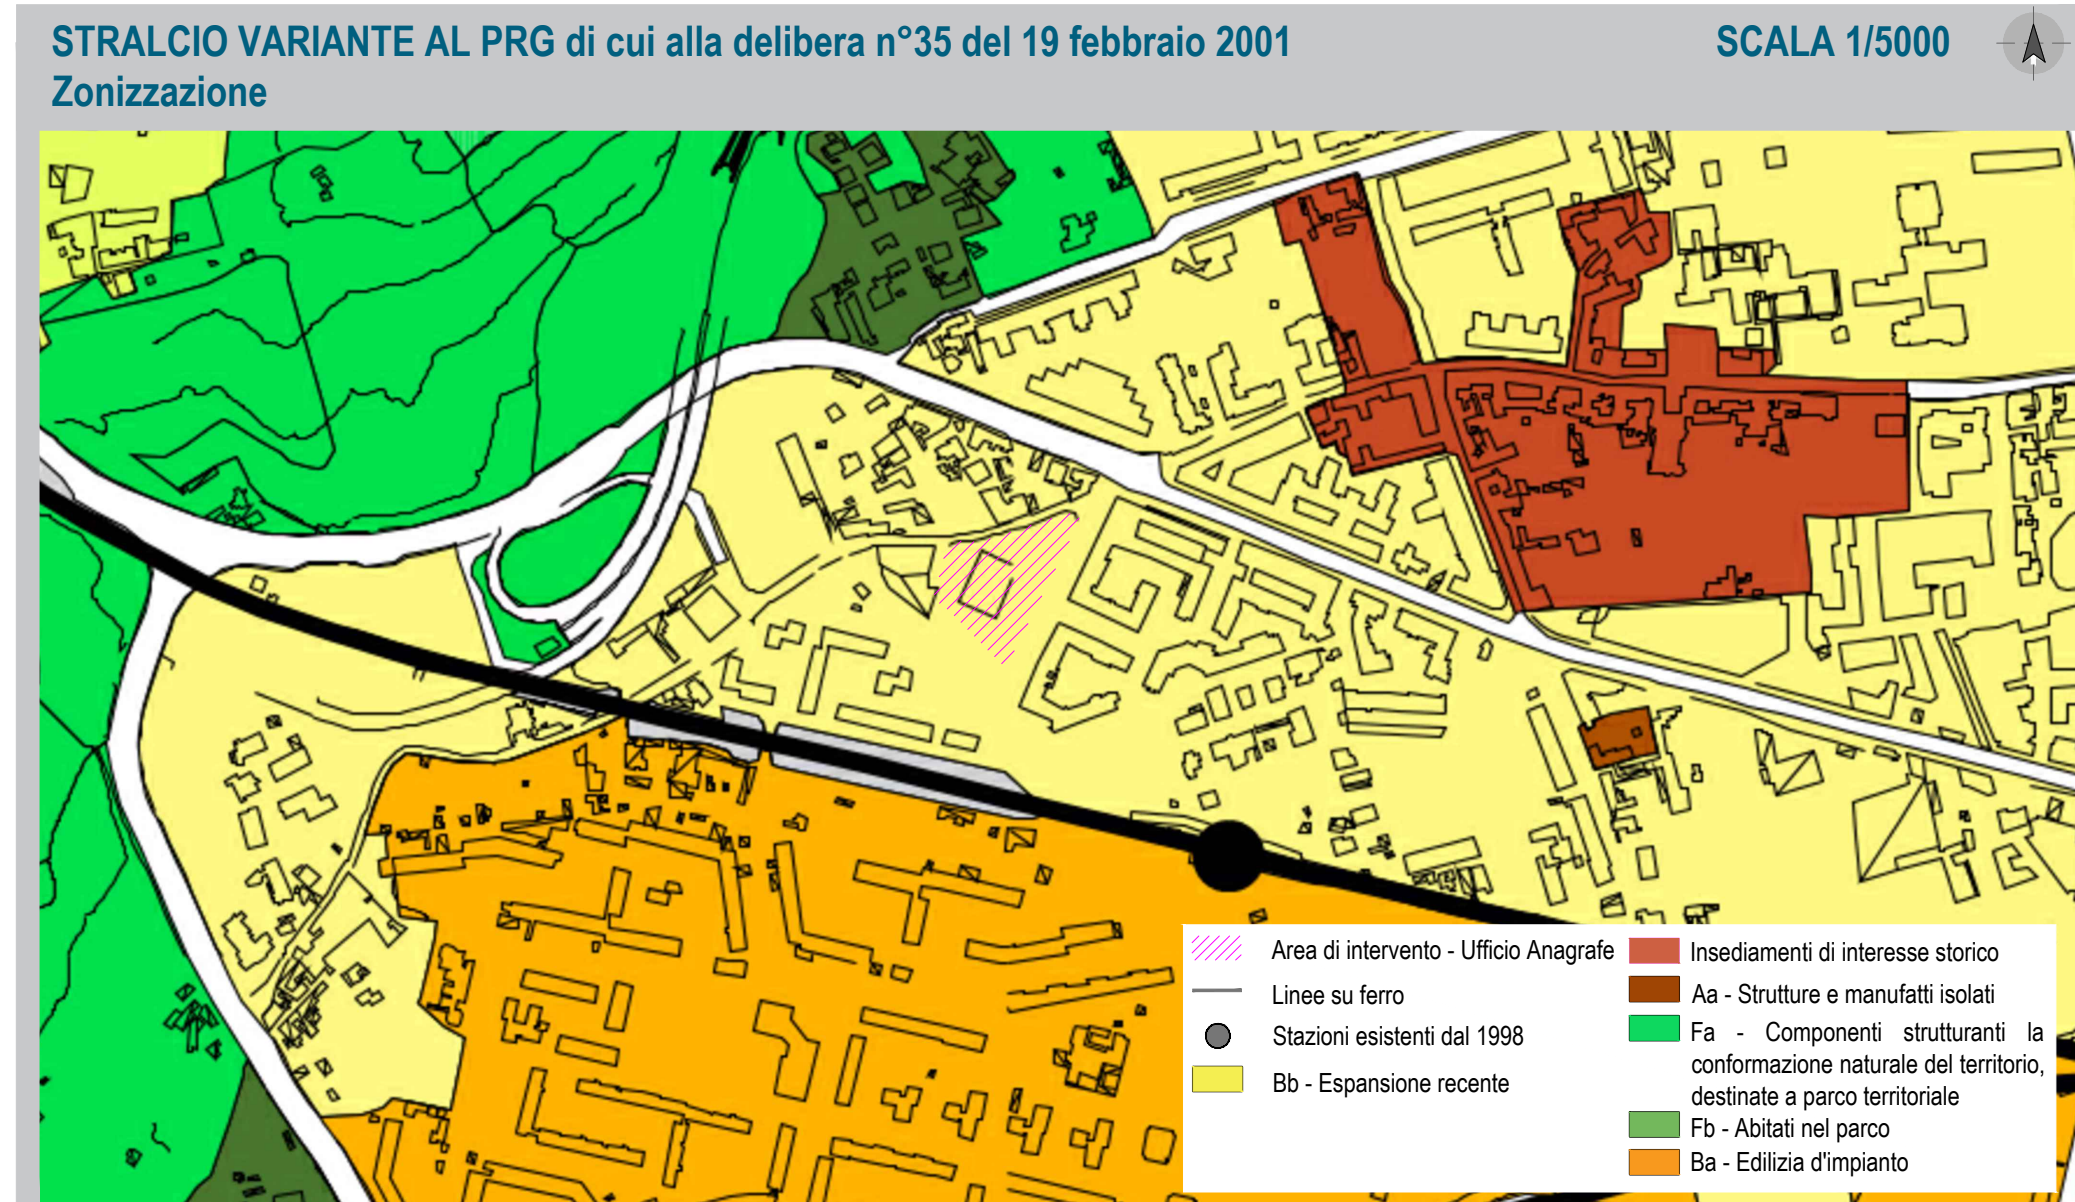 STRALCIO VARIANTE AL PRG di cui alla delibera n°35 del 19 febbraio 2001
Zonizzazione
SCALA 1/5000
Area di intervento - Ufficio Anagrafe
Linee su ferro
Stazioni esistenti dal 1998
Bb - Espansione recente
Insediamenti di interesse storico
Aa - Strutture e manufatti isolati
Fa - Componenti strutturanti la
conformazione naturale del territorio,
destinate a parco territoriale
Fb - Abitati nel parco
Ba - Edilizia d'impianto